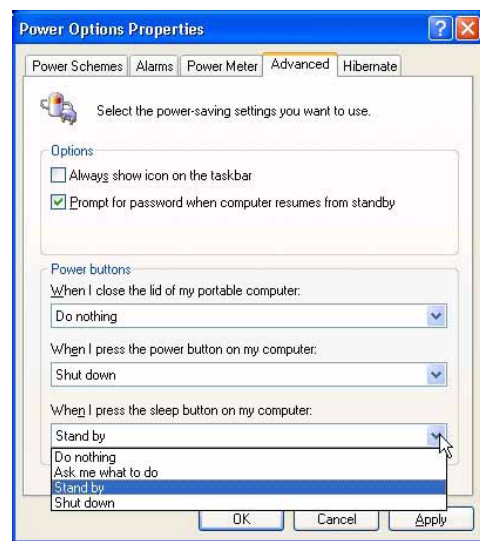 Power Options Properties
Power Schemes Alarms Power Meter Advanced Hibernate
Select the power-saving settings you want to use.
Options
Always show icon on the taskbar
Prompt for password when computer resumes from standby
Power buttons
When I close the lid of my portable computer:
Do nothing
When I press the power button on my computer:
Shut down
When I press the sleep button on my computer:
Stand by
Do nothing
Ask me what to do
Stand by
Shut down
OK Cancel Apply